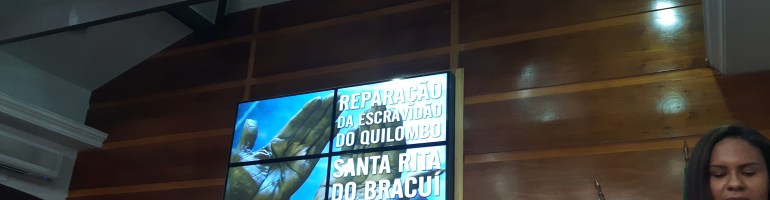 REPARAÇÃO
DA ESCRAVIDÃO
DO QUILOMBO
SANTA RITA
DO BRACUÍ